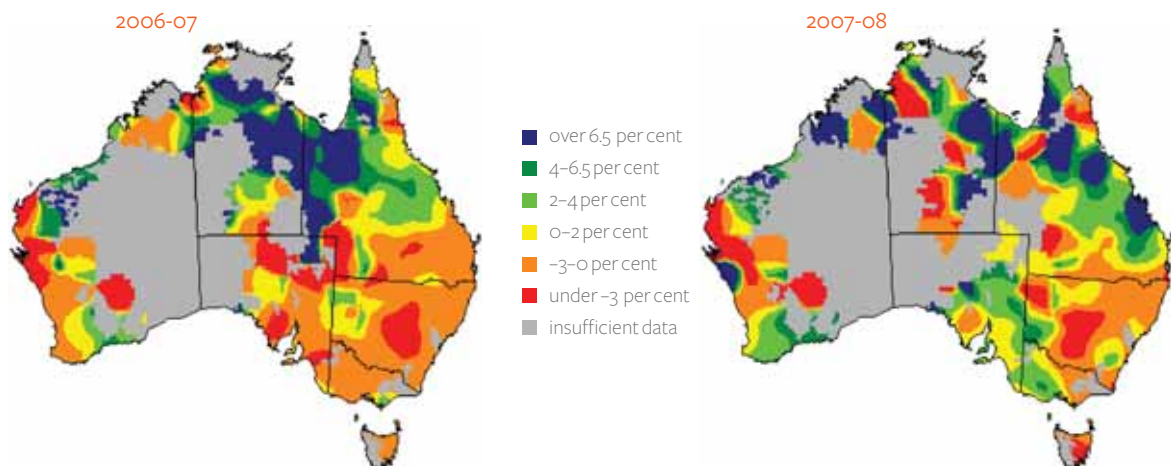 2006-07
2007-08
over 6.5 per cent
4–6.5 per cent
2–4 per cent
0–2 per cent
–3–0 per cent
under –3 per cent
insufficient data